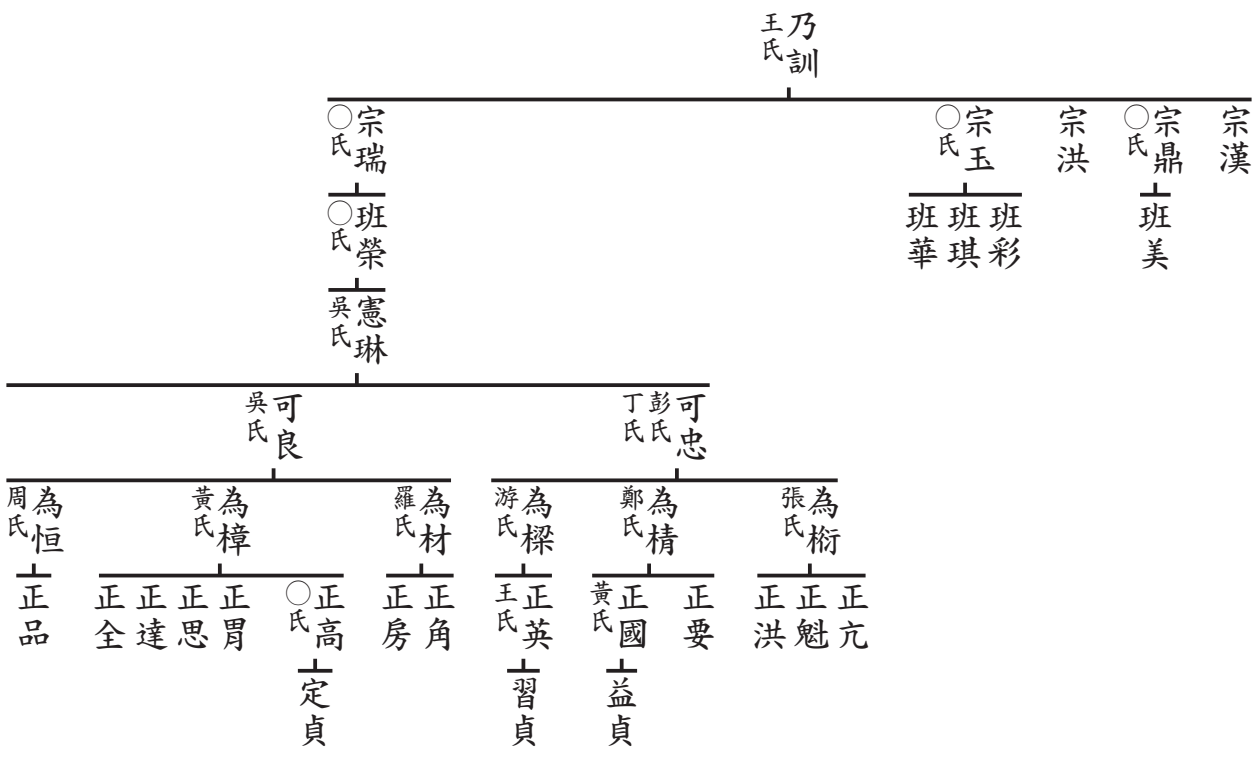 乃訓
王氏
宗漢
宗鼎
○氏
宗洪
宗玉
○氏
宗瑞
○氏
班美
班彩
班琪
班華
班榮
○氏
憲琳
吳氏
可忠
彭氏
丁氏
可良
吳氏
為椼
張氏
為棈
鄭氏
為樑
游氏
為材
羅氏
為樟
黃氏
為恒
周氏
正亢
正魁
正洪
正要
正國
黃氏
正英
王氏
正角
正房
正高
○氏
正胃
正思
正達
正全
正品
益貞
習貞
定貞